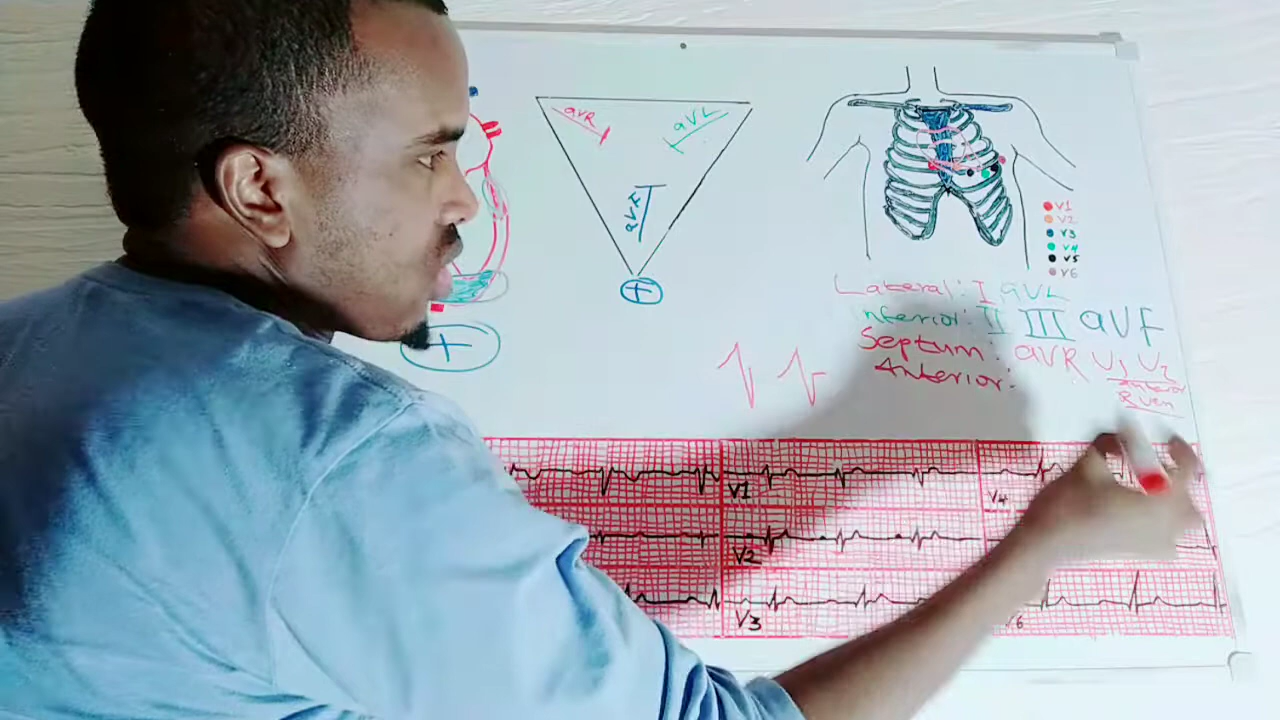 aVR
aVL
aVF
+
+
V1
V2
V3
V4
V5
V6
Lateral: I aVL
nferior: II III aVF
Septum: aVR V1 V2
Anterior:
V1
V4
V2
V3